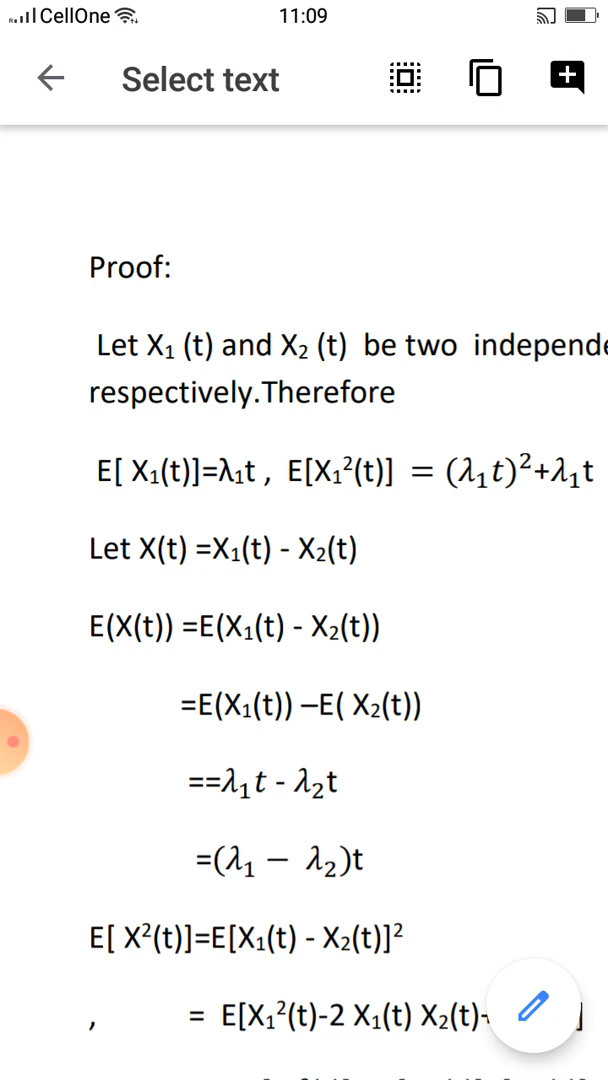 CellOne 11:09
Select text
Proof:
Let X₁ (t) and X₂ (t) be two
respectively.Therefore
E[ X₁(t)]=λ₁t , E[X₁²(t)] = (λ₁t)²+λ₁t
Let X(t) =X₁(t) - X₂(t)
E(X(t)) =E(X₁(t) - X₂(t))
=E(X₁(t)) –E( X₂(t))
==λ₁t - λ₂t
=(λ₁ − λ₂)t
E[ X²(t)]=E[X₁(t) - X₂(t)]²
, = E[X₁²(t)-2 X₁(t) X₂(t)+ ]